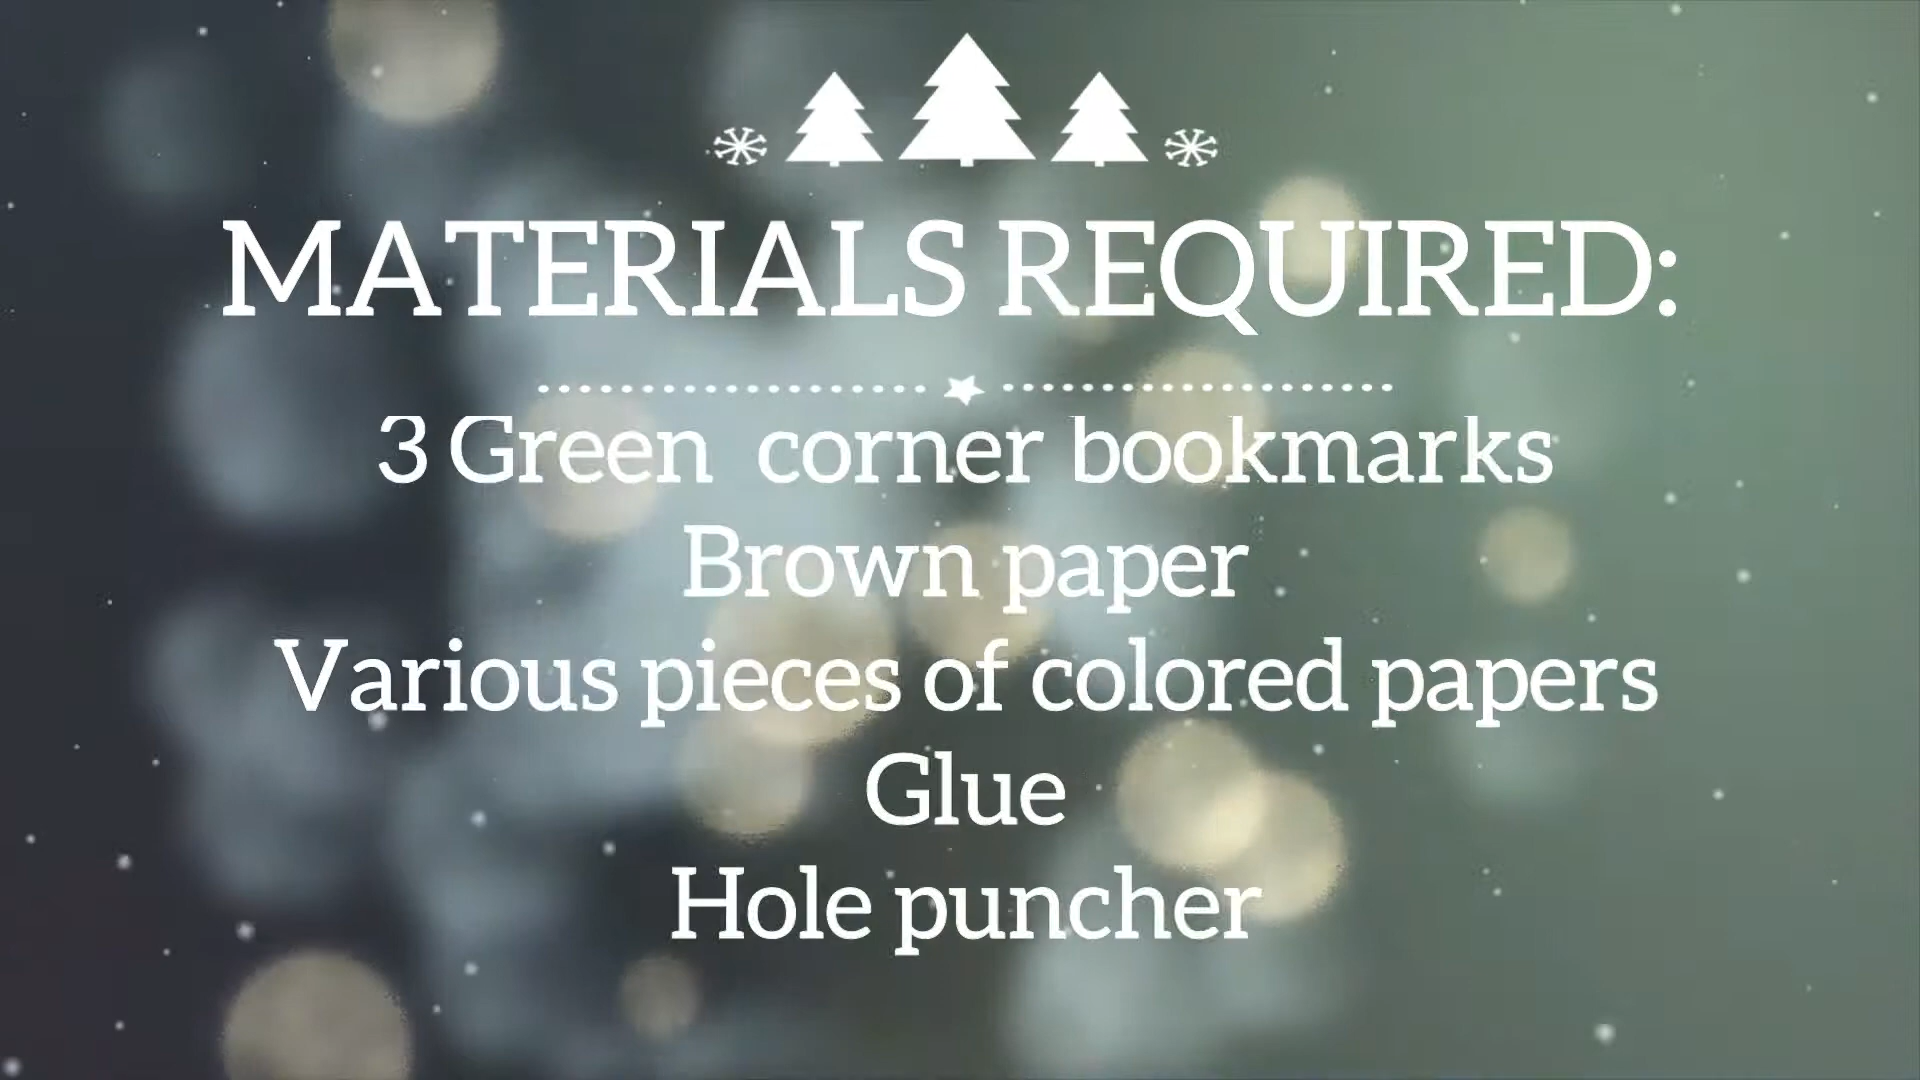 MATERIALS REQUIRED:
3 Green corner bookmarks
Brown paper
Various pieces of colored papers
Glue
Hole puncher